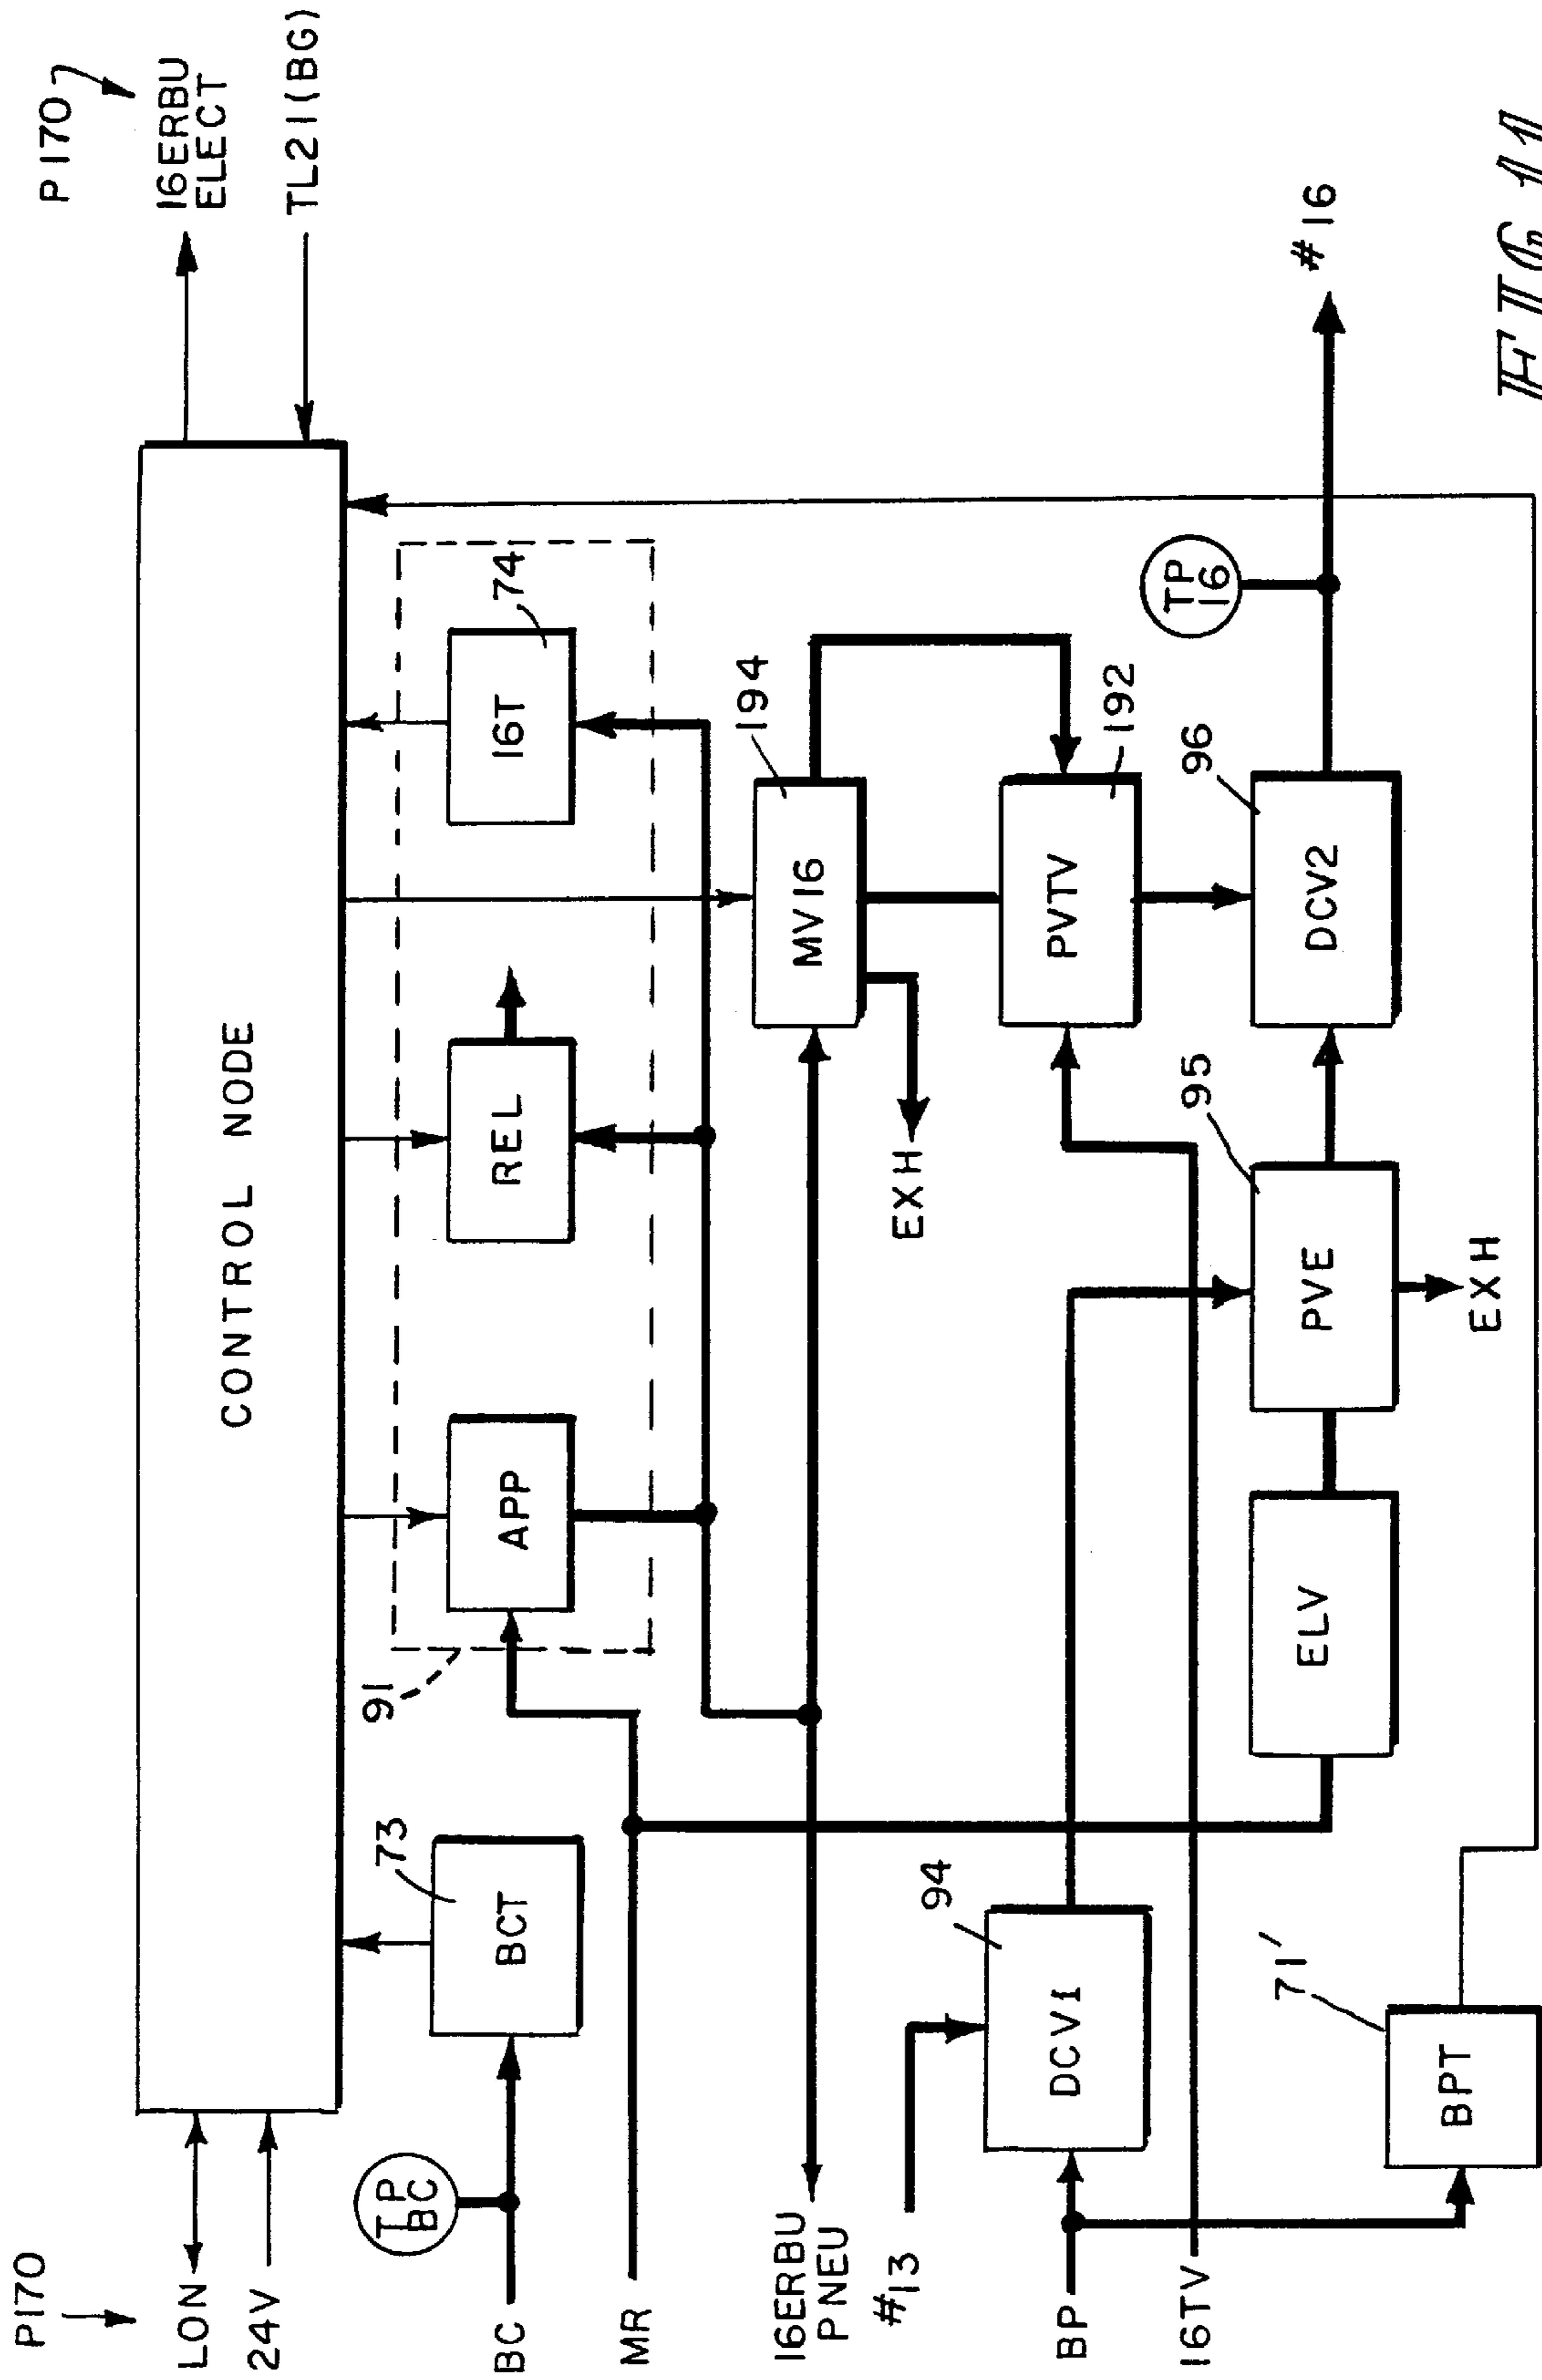 P170
LON
24V
CONTROL NODE
P170
16ERBU
ELECT
TL21(BG)
TP
BC
BC
BCT
73
91
APP
REL
16T
74
MR
16ERBU
PNEU
MV16
194
EXH
#13
DCV1
94
PVTV
192
BP
16TV
ELV
PVE
95
EXH
DCV2
96
TP
16
#16
BPT
71'
FIG 11